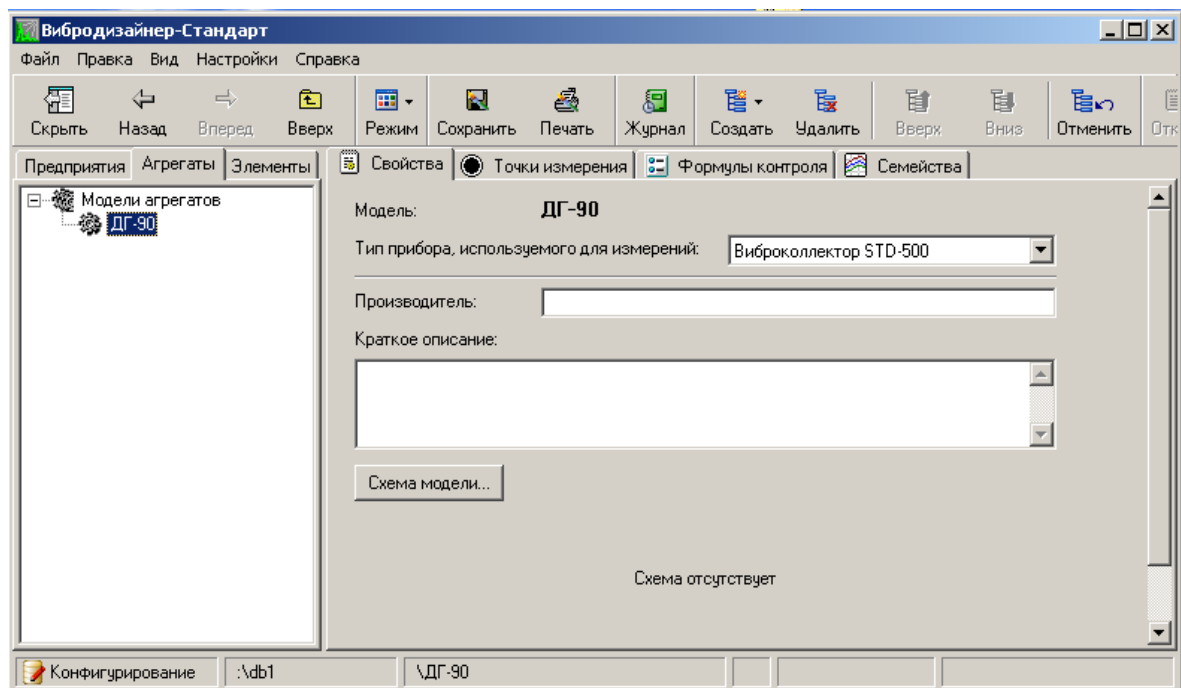 Вибродизайнер-Стандарт
Файл Правка Вид Настройки Справка
Скрыть Назад Вперед Вверх Режим Сохранить Печать Журнал Создать Удалить Вверх Вниз Отменить Отк
Предприятия Агрегаты Элементы Свойства Точки измерения Формулы контроля Семейства
Модели агрегатов
ДГ-90
Модель: ДГ-90
Тип прибора, используемого для измерений: Виброколлектор STD-500
Производитель:
Краткое описание:
Схема модели...
Схема отсутствует
Конфигурирование :\db1 \ДГ-90